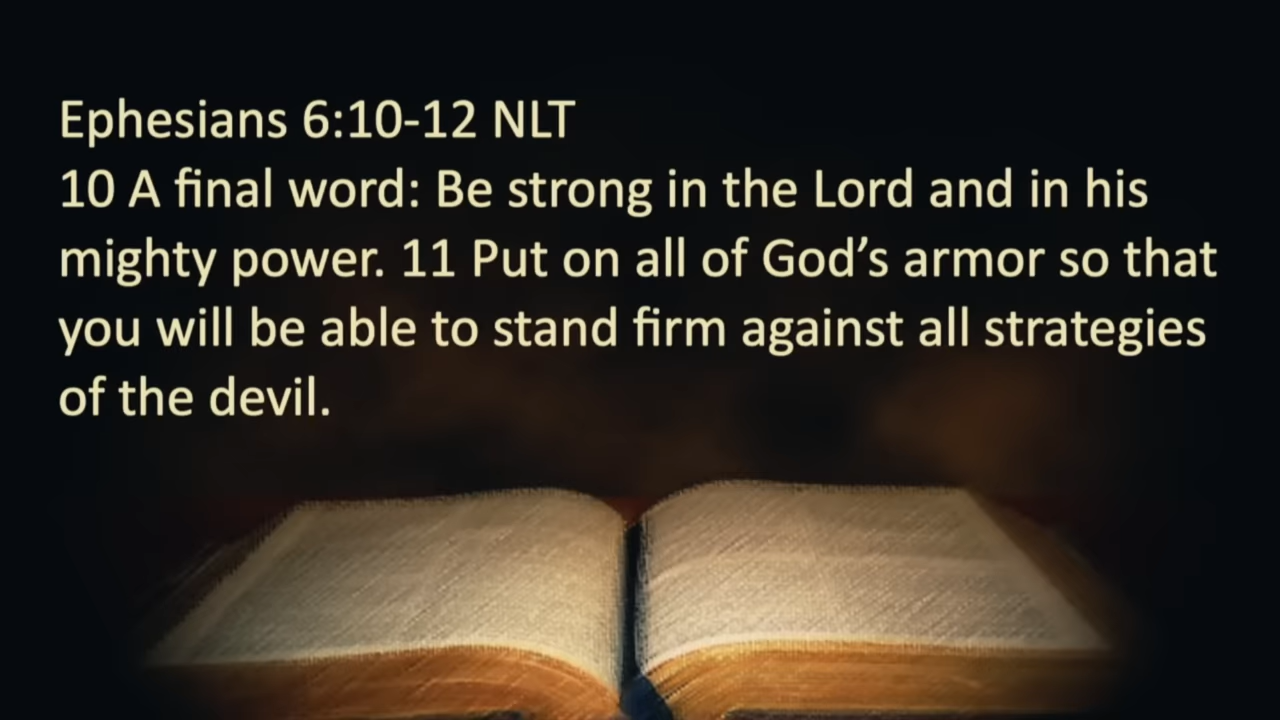 Ephesians 6:10-12 NLT
10 A final word: Be strong in the Lord and in his
mighty power. 11 Put on all of God’s armor so that
you will be able to stand firm against all strategies
of the devil.